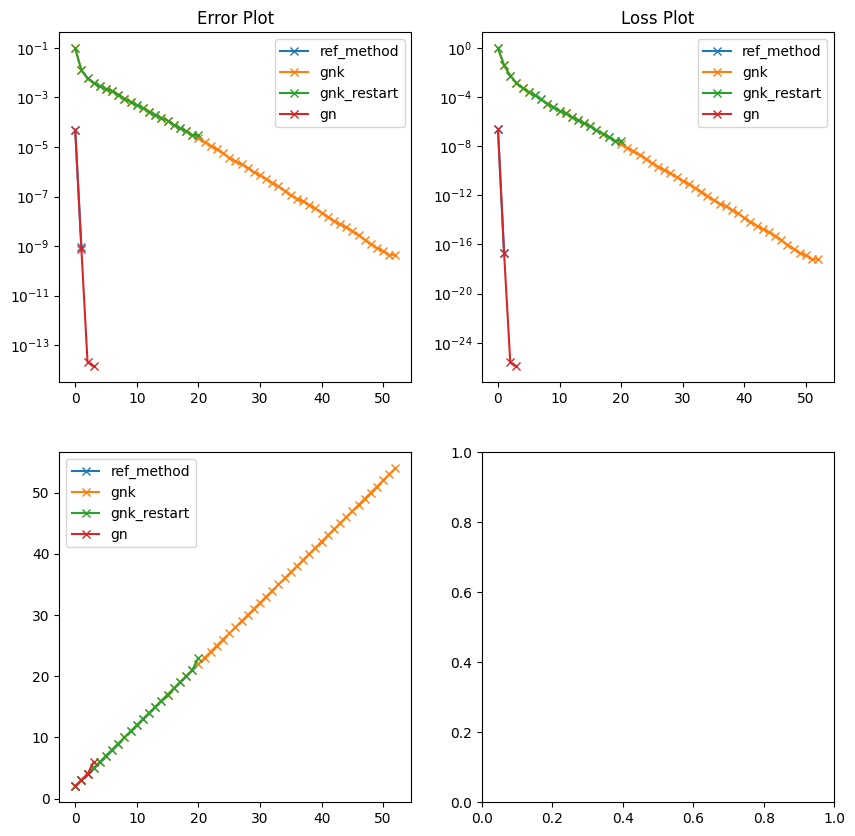 Error Plot
10^-1
10^-3
10^-5
10^-7
10^-9
10^-11
10^-13
0 10 20 30 40 50
ref_method
gnk
gnk_restart
gn
Loss Plot
10^0
10^-4
10^-8
10^-12
10^-16
10^-20
10^-24
0 10 20 30 40 50
ref_method
gnk
gnk_restart
gn
50
40
30
20
10
0
0 10 20 30 40 50
ref_method
gnk
gnk_restart
gn
1.0
0.8
0.6
0.4
0.2
0.0
0.0 0.2 0.4 0.6 0.8 1.0